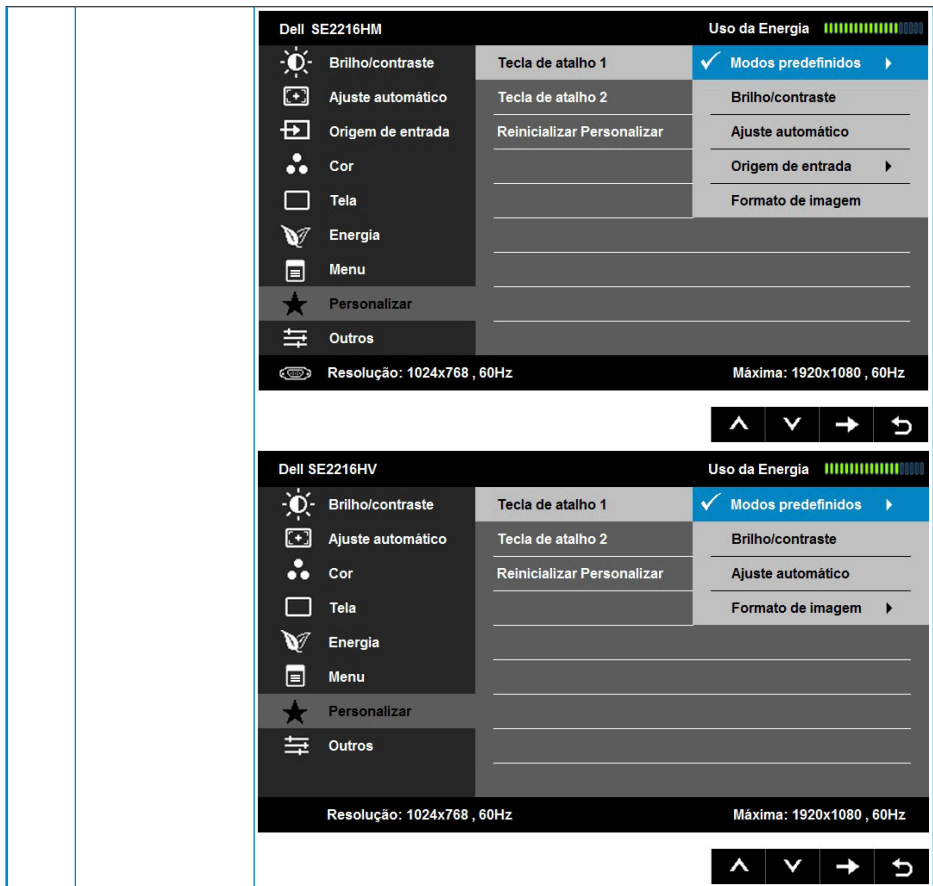 Dell SE2216HM Uso da Energia
Brilho/contraste Tecla de atalho 1 Modos predefinidos
Ajuste automático Tecla de atalho 2 Brilho/contraste
Origem de entrada Reinicializar Personalizar Ajuste automático
Cor Origem de entrada
Tela Formato de imagem
Energia
Menu
Personalizar
Outros
Resolução: 1024x768 , 60Hz Máxima: 1920x1080 , 60Hz
Dell SE2216HV Uso da Energia
Brilho/contraste Tecla de atalho 1 Modos predefinidos
Ajuste automático Tecla de atalho 2 Brilho/contraste
Cor Reinicializar Personalizar Ajuste automático
Tela Formato de imagem
Energia
Menu
Personalizar
Outros
Resolução: 1024x768 , 60Hz Máxima: 1920x1080 , 60Hz